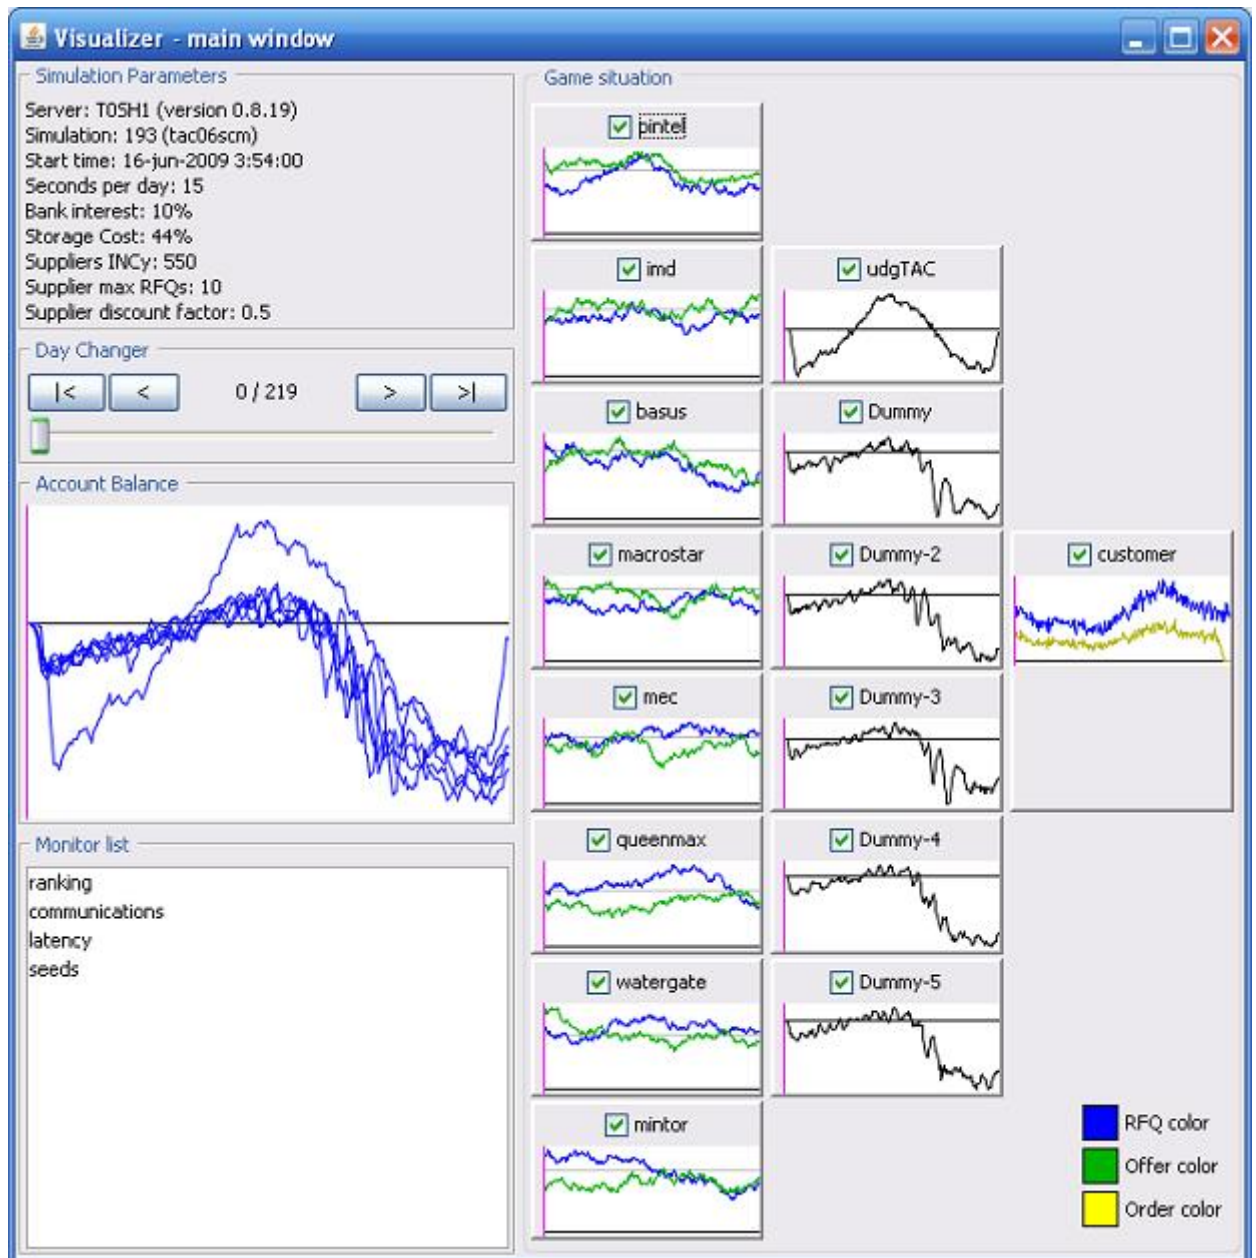 Visualizer - main window
Simulation Parameters
Server: T0SH1 (version 0.8.19)
Simulation: 193 (tac06scm)
Start time: 16-jun-2009 3:54:00
Seconds per day: 15
Bank interest: 10%
Storage Cost: 44%
Suppliers INCy: 550
Supplier max RFQs: 10
Supplier discount factor: 0.5
Day Changer
|< < 0 / 219 > >|
Account Balance
Monitor list
ranking
communications
latency
seeds
Game situation
pintel
imd
udgTAC
basus
Dummy
macrostar
Dummy-2
customer
mec
Dummy-3
queenmax
Dummy-4
watergate
Dummy-5
mintor
RFQ color
Offer color
Order color